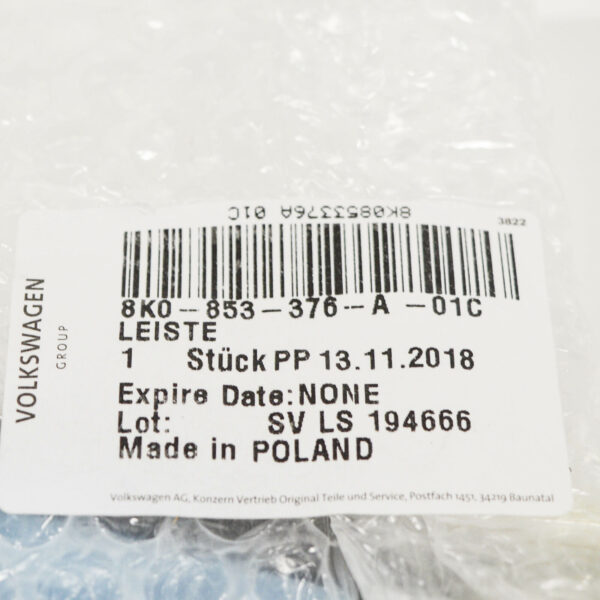 8K0853376A 01C
3822
8K0-853-376-A -01C
LEISTE
1 Stück PP 13.11.2018
Expire Date:NONE
Lot: SV LS 194666
Made in POLAND
VOLKSWAGEN
GROUP
Volkswagen AG, Konzern Vertrieb Original Teile und Service, Postfach 1451, 34219 Baunatal